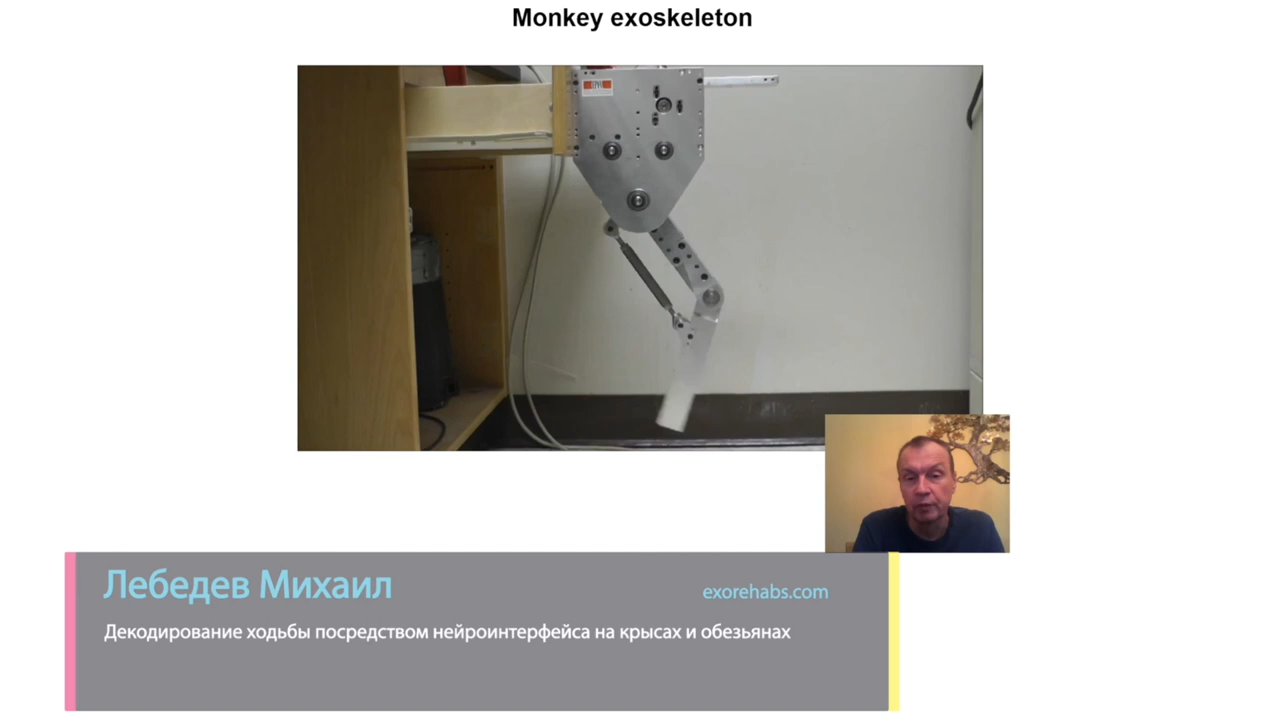 Monkey exoskeleton
Лебедев Михаил
exorehabs.com
Декодирование ходьбы посредством нейроинтерфейса на крысах и обезьянах